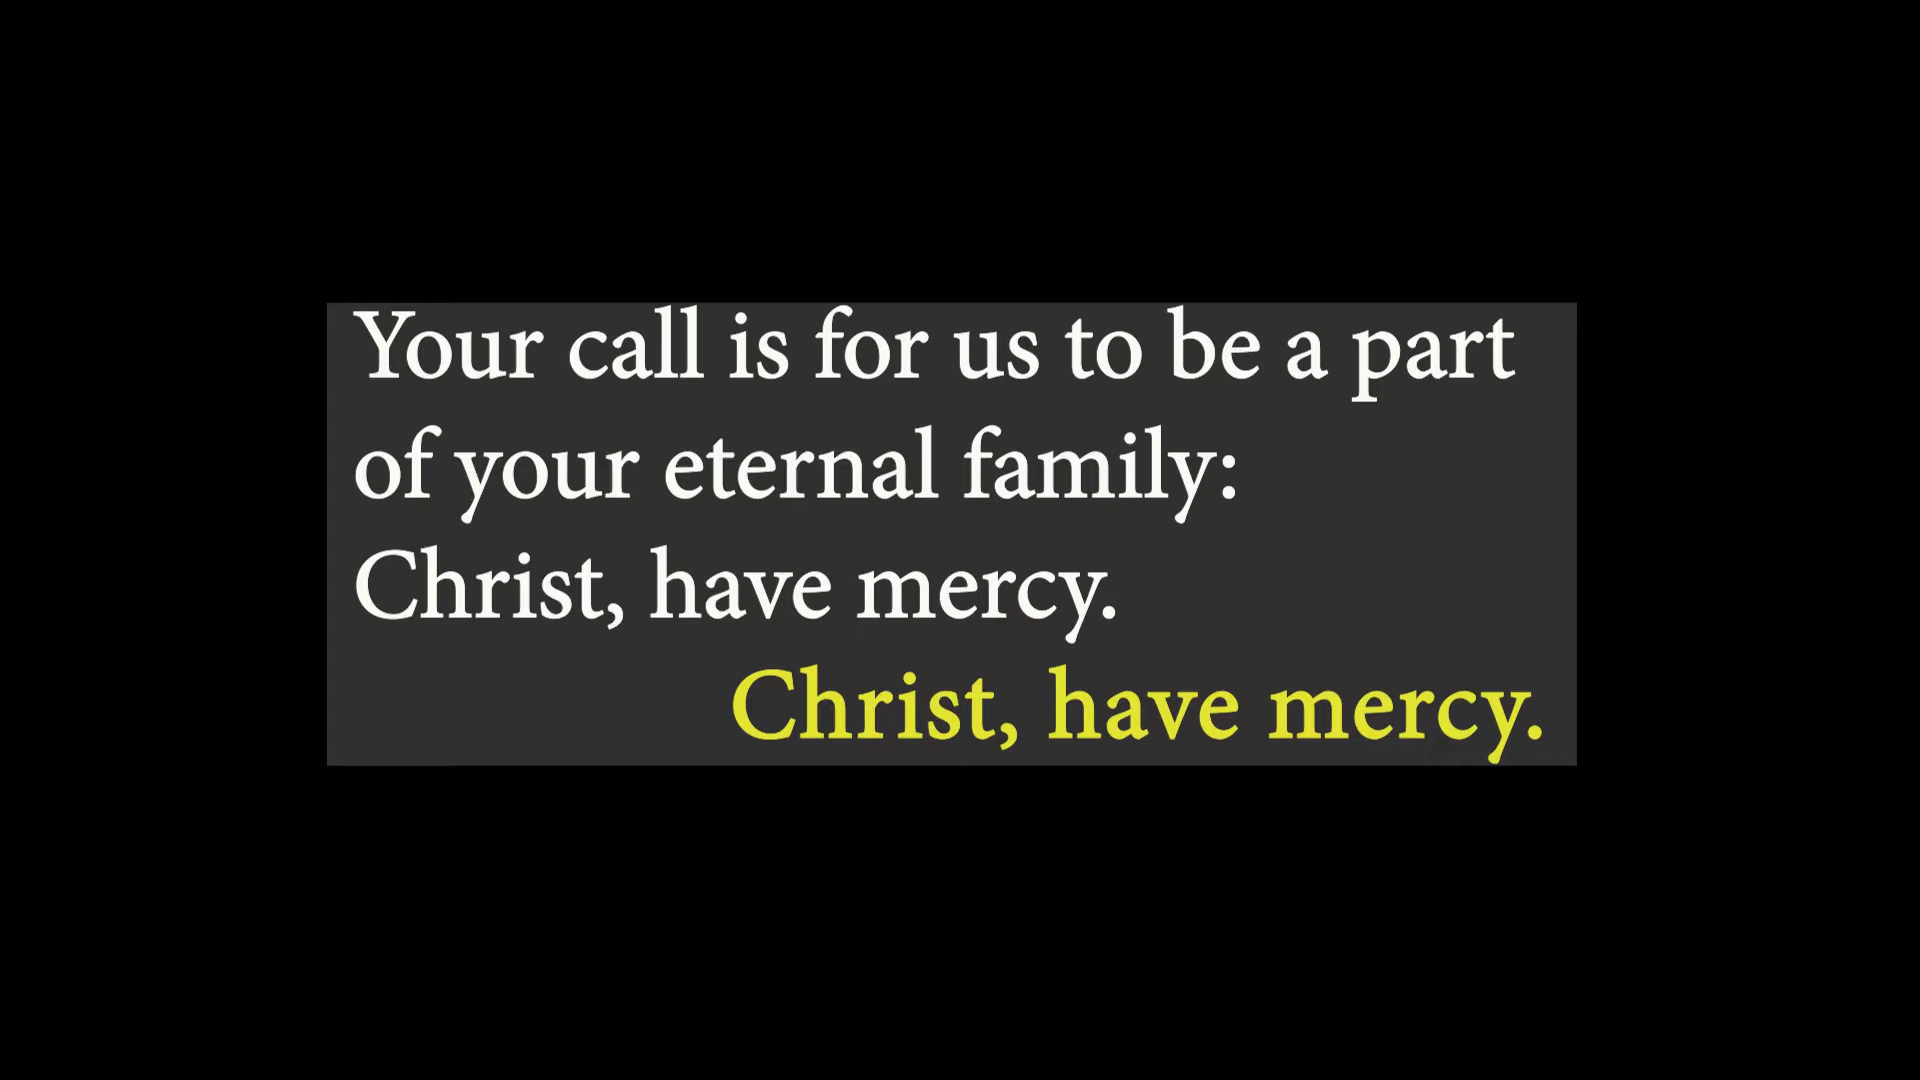 Your call is for us to be a part
of your eternal family:
Christ, have mercy.
Christ, have mercy.